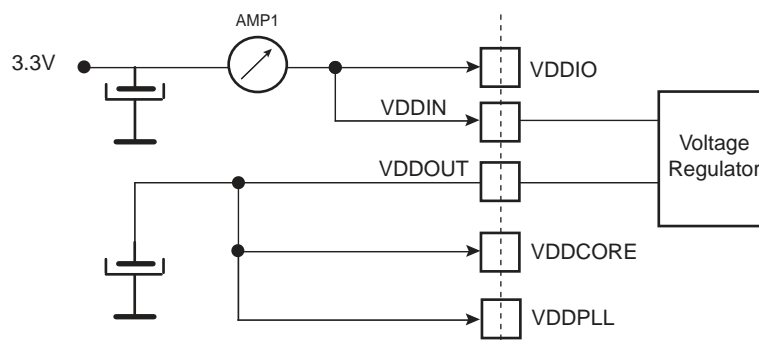 AMP1
3.3V
VDDIO
VDDIN
Voltage
Regulator
VDDOUT
VDDCORE
VDDPLL